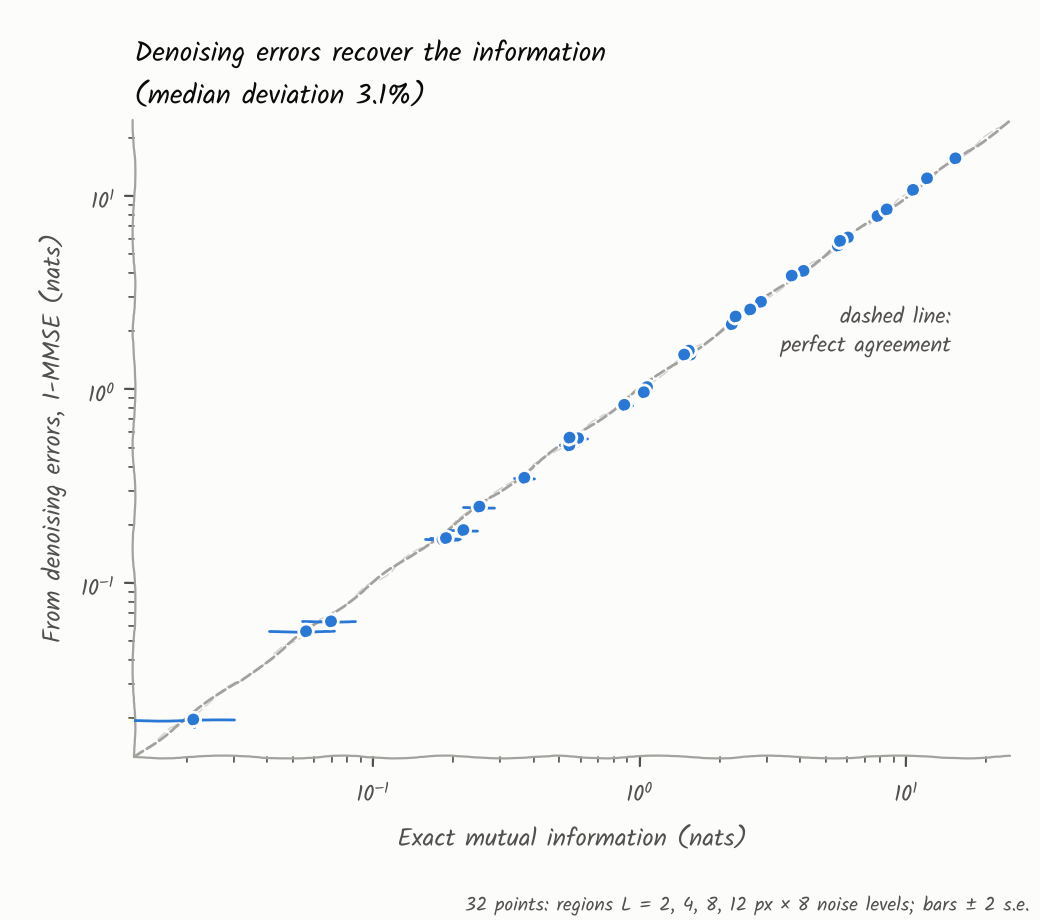 Denoising errors recover the information
(median deviation 3.1%)
From denoising errors, I-MMSE (nats)
10¹
10⁰
10⁻¹
dashed line:
perfect agreement
10⁻¹
10⁰
10¹
Exact mutual information (nats)
32 points: regions L = 2, 4, 8, 12 px × 8 noise levels; bars ± 2 s.e.